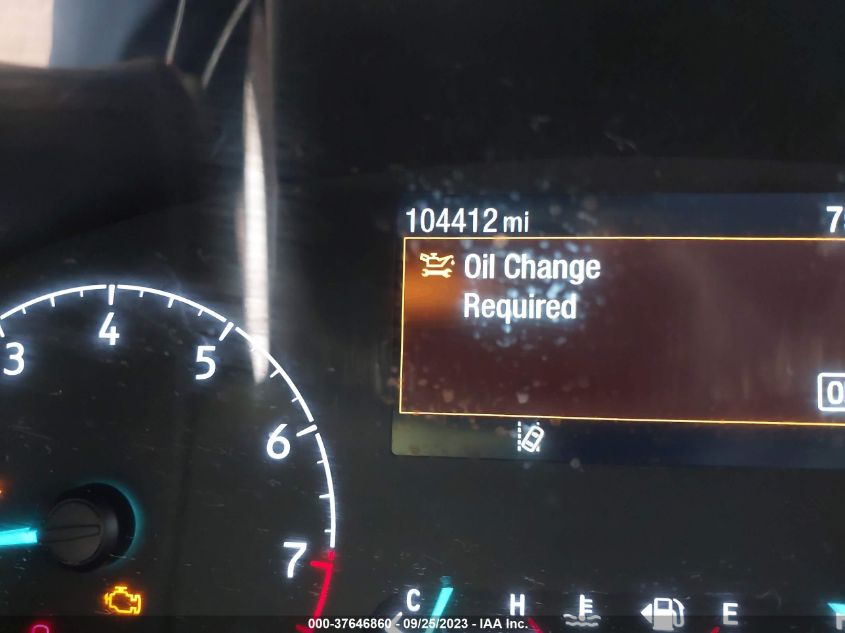 104412 mi
Oil Change
Required
3
4
5
6
7
C
H
E
000-37646860 - 09/25/2023 - IAA Inc.